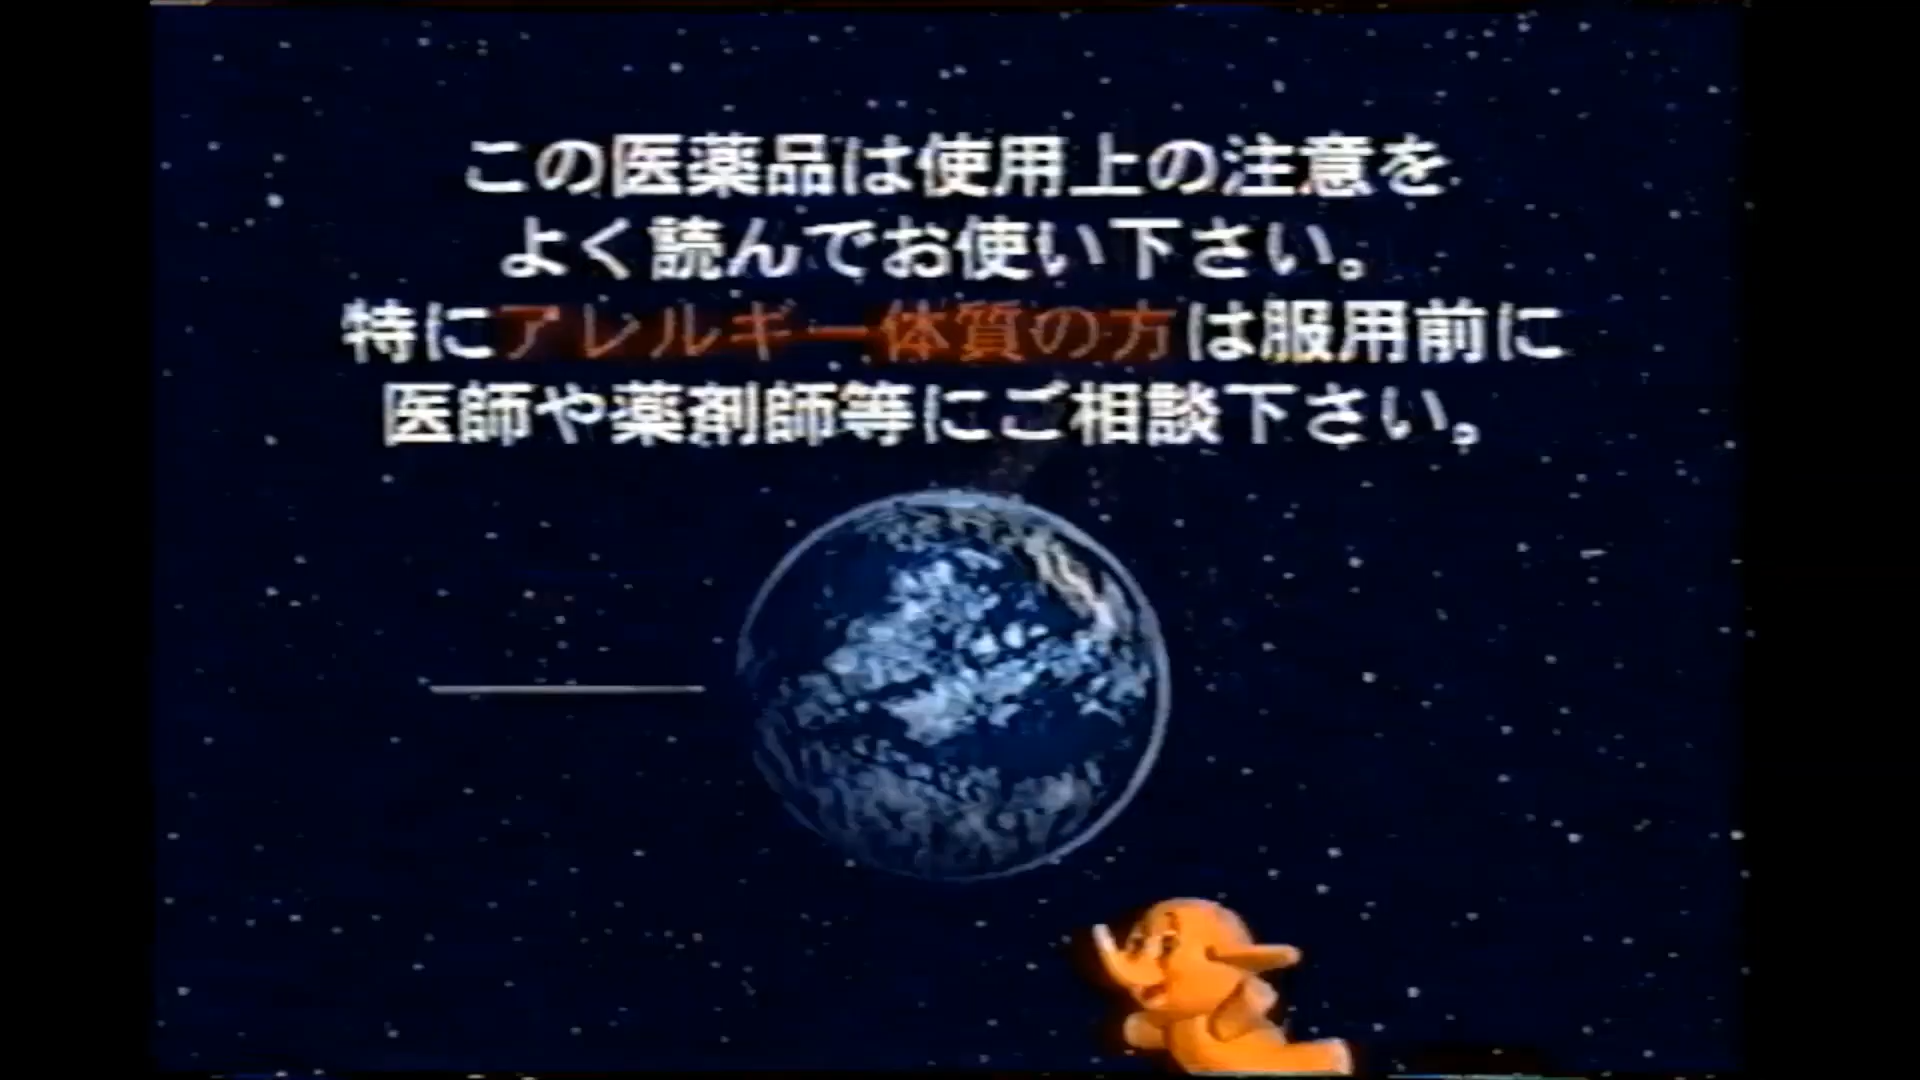 この医薬品は使用上の注意を
よく読んでお使い下さい。
特にアレルギー体質の方は服用前に
医師や薬剤師等にご相談下さい。